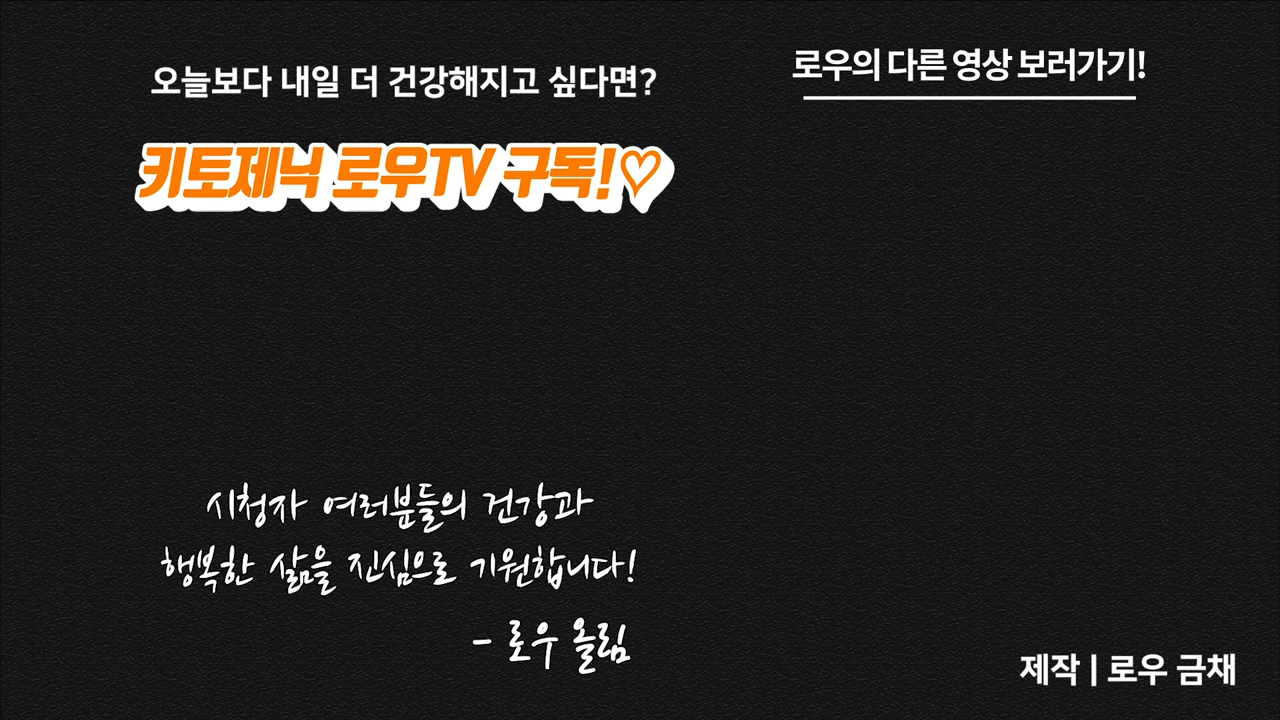 오늘보다 내일 더 건강해지고 싶다면?
키토제닉 로우TV 구독!♡
로우의 다른 영상 보러가기!
시청자 여러분들의 건강과
행복한 삶을 진심으로 기원합니다!
- 로우 올림
제작 | 로우 금채